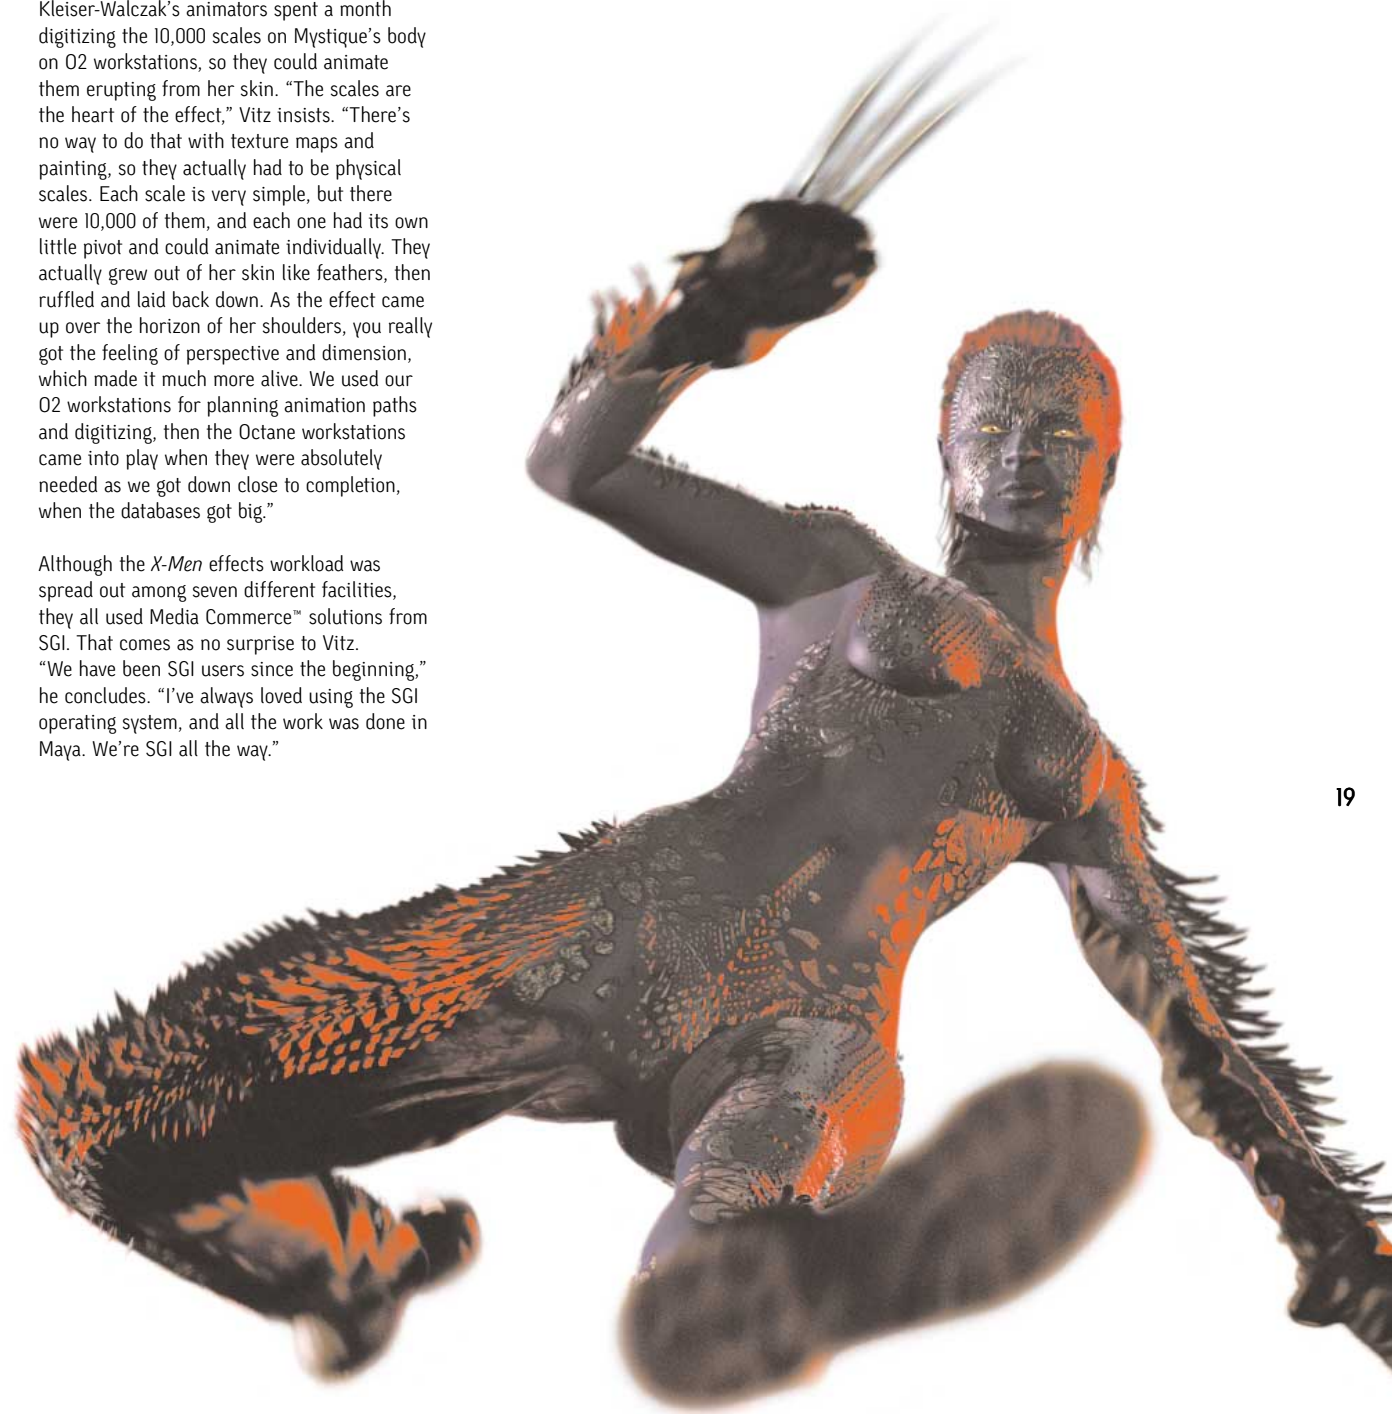 Kleiser-Walczak’s animators spent a month
digitizing the 10,000 scales on Mystique’s body
on O2 workstations, so they could animate
them erupting from her skin. “The scales are
the heart of the effect,” Vitz insists. “There’s
no way to do that with texture maps and
painting, so they actually had to be physical
scales. Each scale is very simple, but there
were 10,000 of them, and each one had its own
little pivot and could animate individually. They
actually grew out of her skin like feathers, then
ruffled and laid back down. As the effect came
up over the horizon of her shoulders, you really
got the feeling of perspective and dimension,
which made it much more alive. We used our
O2 workstations for planning animation paths
and digitizing, then the Octane workstations
came into play when they were absolutely
needed as we got down close to completion,
when the databases got big.”
Although the X-Men effects workload was
spread out among seven different facilities,
they all used Media Commerce™ solutions from
SGI. That comes as no surprise to Vitz.
“We have been SGI users since the beginning,”
he concludes. “I’ve always loved using the SGI
operating system, and all the work was done in
Maya. We’re SGI all the way.”
19